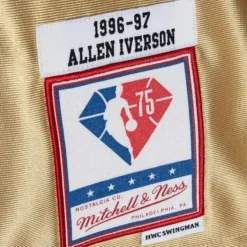 1996-97
ALLEN IVERSON
75
NOSTALGIA CO.
Mitchell & Ness
PHILADELPHIA, PA.
HWC SWINGMAN